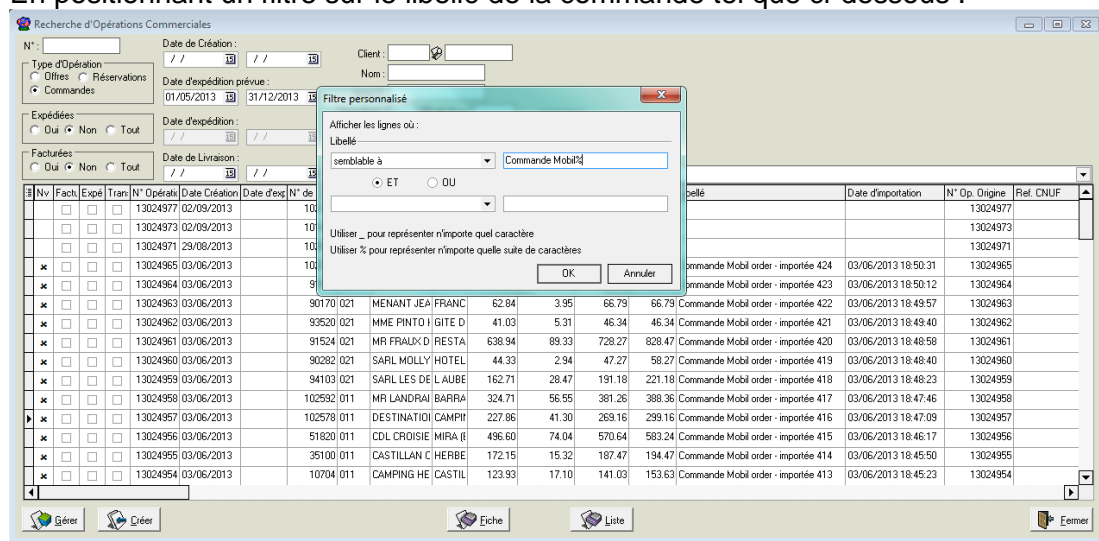 En positionnant un filtre sur le libellé de la commande tel que ci-dessous :
Recherche d'Opérations Commerciales
N° :
Date de Création :
/ / 15 / / 15
Client :
Type d'Opération
Offres Réservations
Commandes
Nom :
Date d'expédition prévue :
01/05/2013 15 31/12/2013 15
Expédiées
Oui Non Tout
Date d'expédition :
/ / 15 / / 15
Facturées
Oui Non Tout
Date de Livraison :
/ / 15 / / 15
Filtre personnalisé
Afficher les lignes où :
Libellé
semblable à Commande Mobil%
ET OU
Utiliser _ pour représenter n'importe quel caractère
Utiliser % pour représenter n'importe quelle suite de caractères
OK Annuler
Nv Factu Expé Tran N° Opératio Date Création Date d'exp N° de Date d'importation N° Op. Origine Ref. CNUF
13024977 02/09/2013 13024977
13024973 02/09/2013 13024973
13024971 29/08/2013 13024971
13024965 03/06/2013 ommande Mobil order - importée 424 03/06/2013 18:50:31 13024965
13024964 03/06/2013 ommande Mobil order - importée 423 03/06/2013 18:50:12 13024964
13024963 03/06/2013 90170 021 MENANT JEA FRANC 62.84 3.95 66.79 66.79 Commande Mobil order - importée 422 03/06/2013 18:49:57 13024963
13024962 03/06/2013 93520 021 MME PINTO GITE D 41.03 5.31 46.34 46.34 Commande Mobil order - importée 421 03/06/2013 18:49:40 13024962
13024961 03/06/2013 91524 021 MR FRAUX D RESTA 638.94 89.33 728.27 828.47 Commande Mobil order - importée 420 03/06/2013 18:48:58 13024961
13024960 03/06/2013 90282 021 SARL MOLLY HOTEL 44.33 2.94 47.27 58.27 Commande Mobil order - importée 419 03/06/2013 18:48:40 13024960
13024959 03/06/2013 94103 021 SARL LES DE L AUBE 162.71 28.47 191.18 221.18 Commande Mobil order - importée 418 03/06/2013 18:48:23 13024959
13024958 03/06/2013 102592 011 MR LANDRAI BARRA 324.71 56.55 381.26 388.36 Commande Mobil order - importée 417 03/06/2013 18:47:46 13024958
13024957 03/06/2013 102578 011 DESTINATIO CAMPIN 227.86 41.30 269.16 299.16 Commande Mobil order - importée 416 03/06/2013 18:47:09 13024957
13024956 03/06/2013 51820 011 CDL CROISIE MIRA (E 496.60 74.04 570.64 583.24 Commande Mobil order - importée 415 03/06/2013 18:46:17 13024956
13024955 03/06/2013 35100 011 CASTILLAN C HERBE 172.15 15.32 187.47 194.47 Commande Mobil order - importée 414 03/06/2013 18:45:50 13024955
13024954 03/06/2013 10704 011 CAMPING HE CASTIL 123.93 17.10 141.03 153.63 Commande Mobil order - importée 413 03/06/2013 18:45:23 13024954
Gérer Créer Fiche Liste Fermer